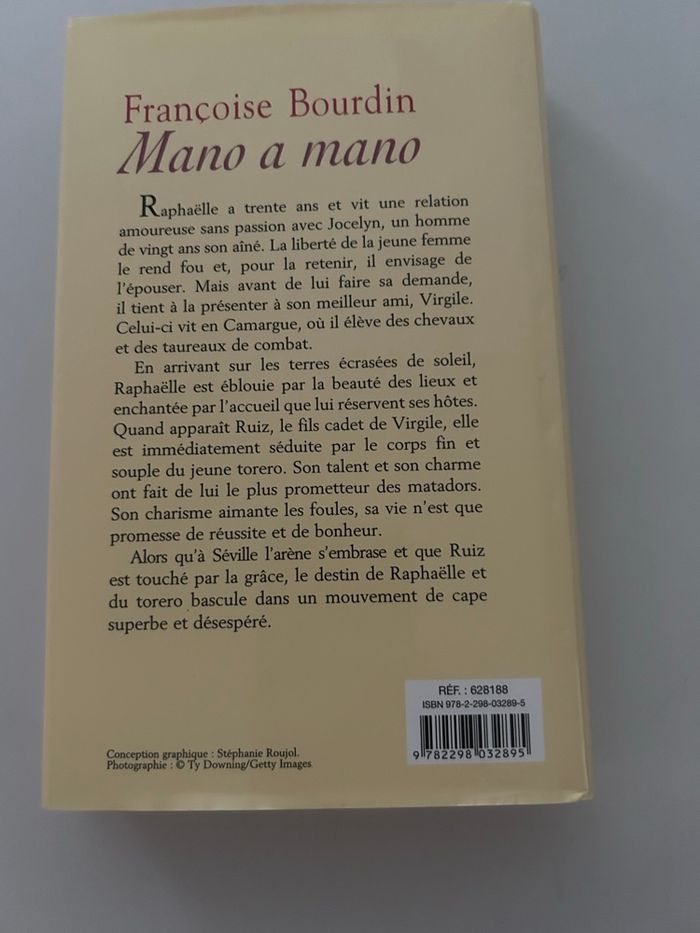 Françoise Bourdin
Mano a mano
Raphaëlle a trente ans et vit une relation
amoureuse sans passion avec Jocelyn, un homme
de vingt ans son aîné. La liberté de la jeune femme
le rend fou et, pour la retenir, il envisage de
l'épouser. Mais avant de lui faire sa demande,
il tient à la présenter à son meilleur ami, Virgile.
Celui-ci vit en Camargue, où il élève des chevaux
et des taureaux de combat.
En arrivant sur les terres écrasées de soleil,
Raphaëlle est éblouie par la beauté des lieux et
enchantée par l'accueil que lui réservent ses hôtes.
Quand apparaît Ruiz, le fils cadet de Virgile, elle
est immédiatement séduite par le corps fin et
souple du jeune torero. Son talent et son charme
ont fait de lui le plus prometteur des matadors.
Son charisme aimante les foules, sa vie n'est que
promesse de réussite et de bonheur.
Alors qu'à Séville l'arène s'embrase et que Ruiz
est touché par la grâce, le destin de Raphaëlle et
du torero bascule dans un mouvement de cape
superbe et désespéré.
RÉF. : 628188
ISBN 978-2-298-03289-5
9 782298 032895
Conception graphique : Stéphanie Roujol.
Photographie : © Ty Downing/Getty Images